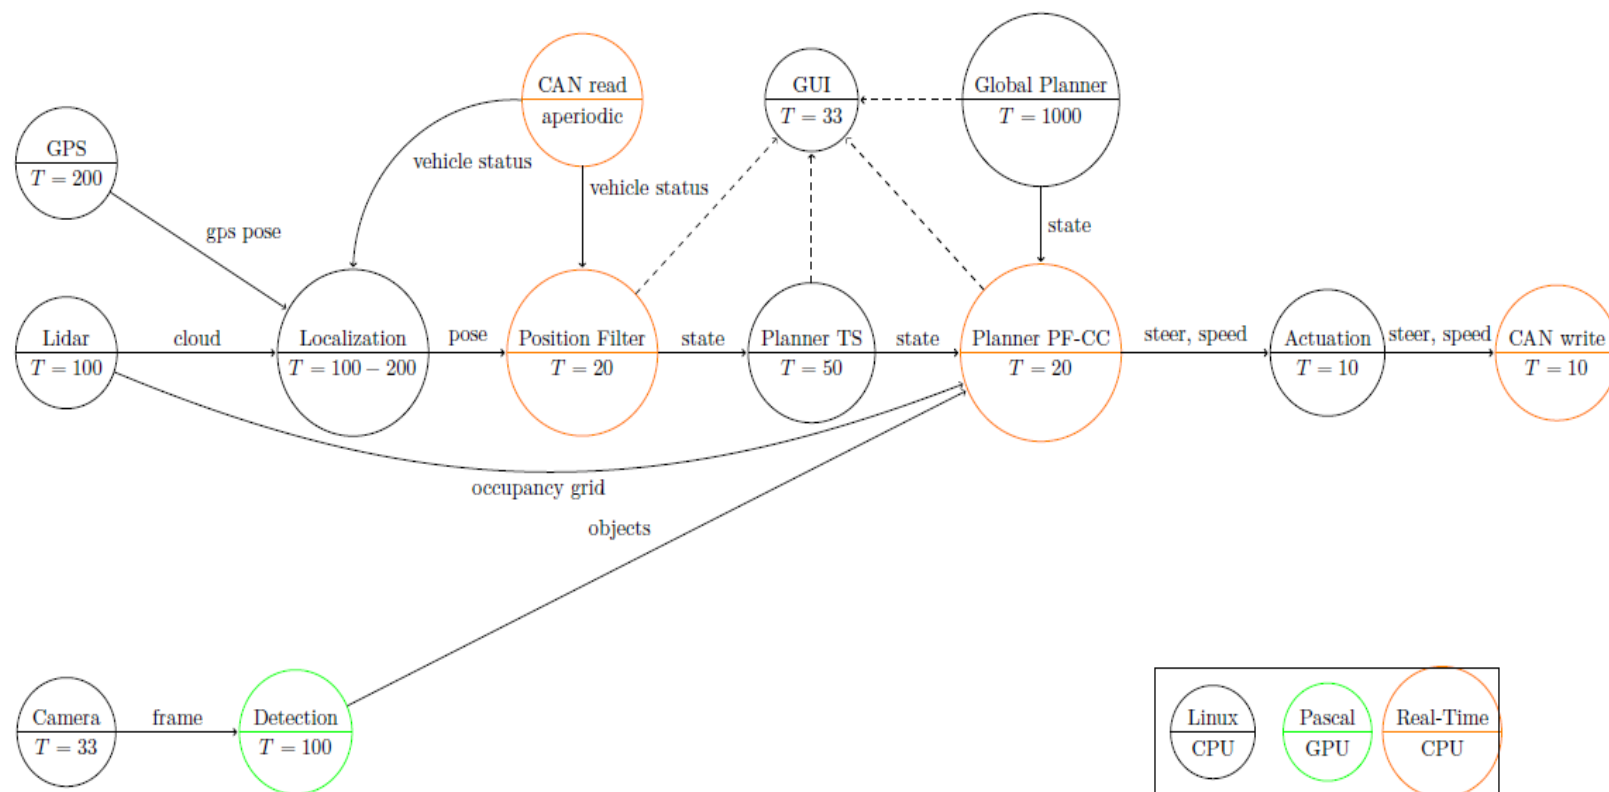 CAN read
aperiodic
GUI
T = 33
Global Planner
T = 1000
GPS
T = 200
vehicle status
vehicle status
gps pose
state
Lidar
T = 100
cloud
Localization
T = 100 − 200
pose
Position Filter
T = 20
state
Planner TS
T = 50
state
Planner PF-CC
T = 20
steer, speed
Actuation
T = 10
steer, speed
CAN write
T = 10
occupancy grid
objects
Camera
T = 33
frame
Detection
T = 100
Linux
CPU
Pascal
GPU
Real-Time
CPU